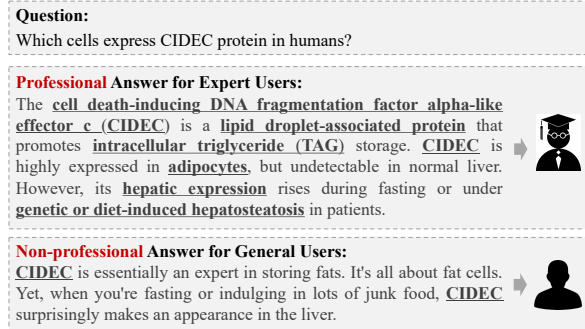 Question:
Which cells express CIDEC protein in humans?
Professional Answer for Expert Users:
The cell death-inducing DNA fragmentation factor alpha-like
effector c (CIDEC) is a lipid droplet-associated protein that
promotes intracellular triglyceride (TAG) storage. CIDEC is
highly expressed in adipocytes, but undetectable in normal liver.
However, its hepatic expression rises during fasting or under
genetic or diet-induced hepatosteatosis in patients.
Non-professional Answer for General Users:
CIDEC is essentially an expert in storing fats. It's all about fat cells.
Yet, when you're fasting or indulging in lots of junk food, CIDEC
surprisingly makes an appearance in the liver.